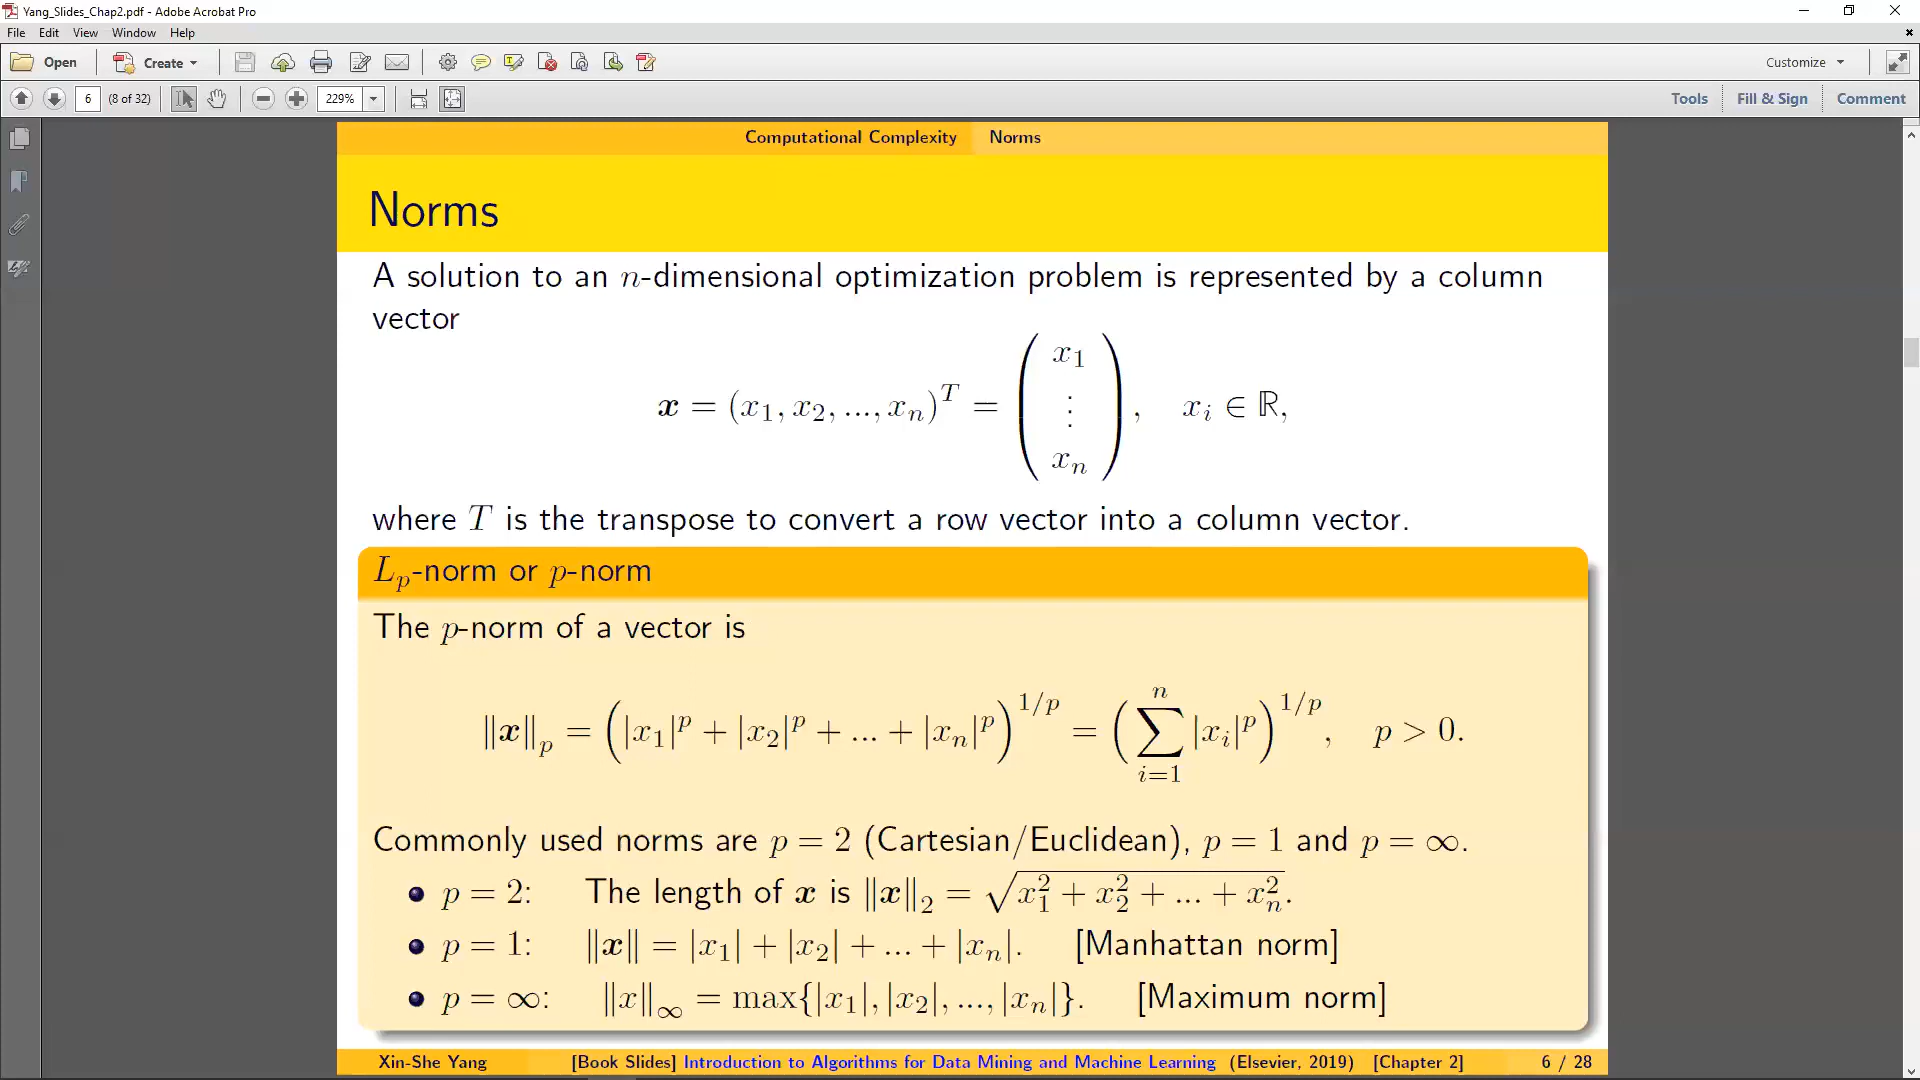 Yang_Slides_Chap2.pdf - Adobe Acrobat Pro
File Edit View Window Help
Open Create Customize
6 (8 of 32) 229% Tools Fill & Sign Comment
Computational Complexity Norms
Norms
A solution to an n-dimensional optimization problem is represented by a column
vector
x = (x₁, x₂, ..., xₙ)ᵀ = ( x₁ ⋮ xₙ ), xᵢ ∈ ℝ,
where T is the transpose to convert a row vector into a column vector.
Lₚ-norm or p-norm
The p-norm of a vector is
‖x‖ₚ = (|x₁|^p + |x₂|^p + ... + |xₙ|^p)^{1/p} = (∑_{i=1}^{n} |xᵢ|^p)^{1/p}, p > 0.
Commonly used norms are p = 2 (Cartesian/Euclidean), p = 1 and p = ∞.
• p = 2: The length of x is ‖x‖₂ = √(x₁² + x₂² + ... + xₙ²).
• p = 1: ‖x‖ = |x₁| + |x₂| + ... + |xₙ|. [Manhattan norm]
• p = ∞: ‖x‖_∞ = max{|x₁|, |x₂|, ..., |xₙ|}. [Maximum norm]
Xin-She Yang [Book Slides] Introduction to Algorithms for Data Mining and Machine Learning (Elsevier, 2019) [Chapter 2] 6 / 28